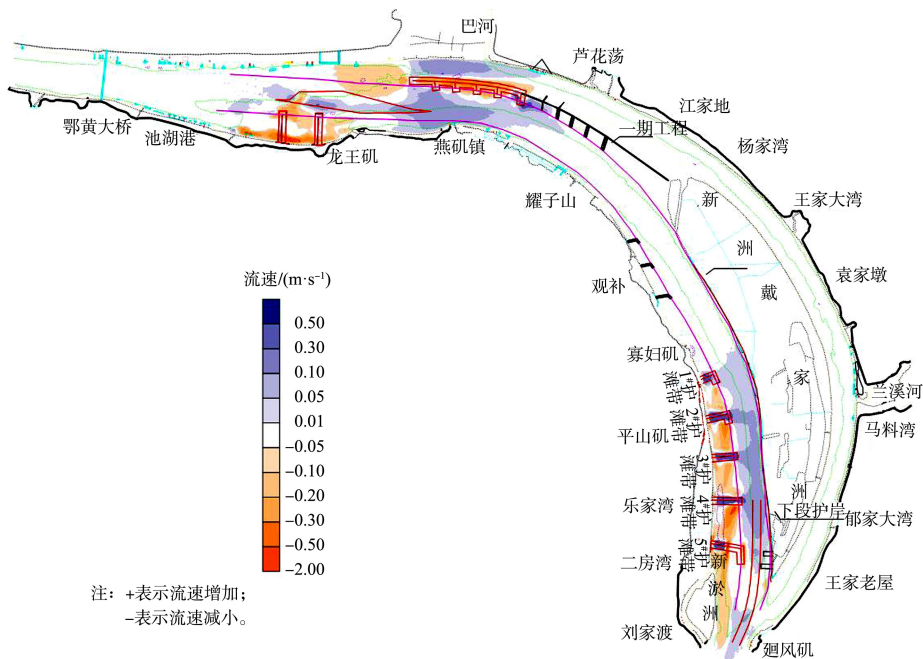 巴河
芦花荡
江家地
杨家湾
王家大湾
袁家墩
兰溪河
马料湾
郁家大湾
王家老屋
廻风矶
鄂黄大桥
池湖港
龙王矶
燕矶镇
一期工程
耀子山
观补
寡妇矶
平山矶
乐家湾
二房湾
刘家渡
新
洲
戴
家
洲
下段护岸
1#护
滩带
2#护
滩带
3#护
滩带
4#护
滩带
5#护
滩带
新
淤
洲
流速/(m·s⁻¹)
0.50
0.30
0.10
0.05
0.01
−0.05
−0.10
−0.20
−0.30
−0.50
−2.00
注：+表示流速增加；
−表示流速减小。